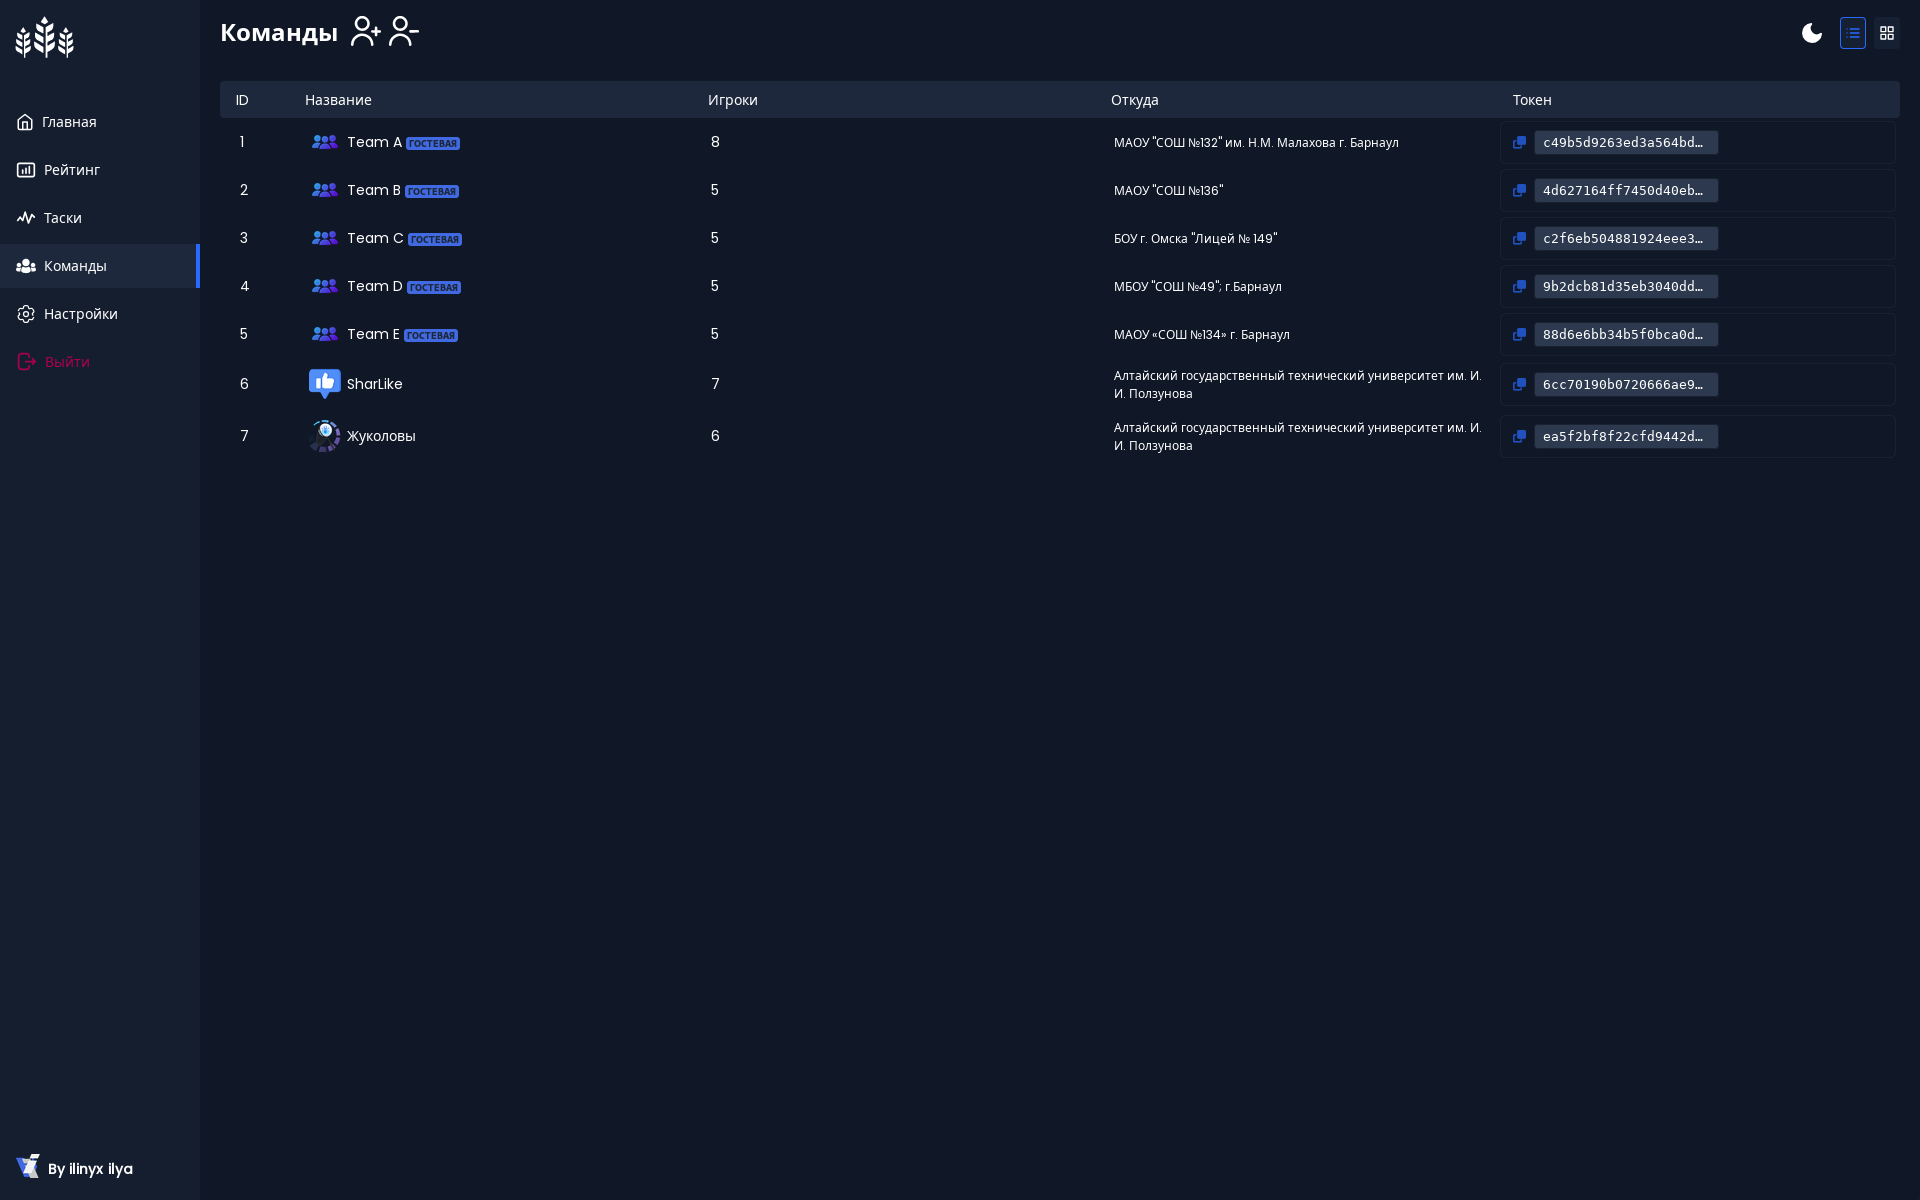 Команды
Главная
Рейтинг
Таски
Команды
Настройки
Выйти
ID Название Игроки Откуда Токен
1 Team A ГОСТЕВАЯ 8 МАОУ "СОШ №132" им. Н.М. Малахова г. Барнаул c49b5d9263ed3a564bd…
2 Team B ГОСТЕВАЯ 5 МАОУ "СОШ №136" 4d627164ff7450d40eb…
3 Team C ГОСТЕВАЯ 5 БОУ г. Омска "Лицей № 149" c2f6eb504881924eee3…
4 Team D ГОСТЕВАЯ 5 МБОУ "СОШ №49"; г.Барнаул 9b2dcb81d35eb3040dd…
5 Team E ГОСТЕВАЯ 5 МАОУ «СОШ №134» г. Барнаул 88d6e6bb34b5f0bca0d…
6 SharLike 7 Алтайский государственный технический университет им. И. 6cc70190b0720666ae9…
И. Ползунова
7 Жуколовы 6 Алтайский государственный технический университет им. И. ea5f2bf8f22cfd9442d…
И. Ползунова
By ilinyx ilya